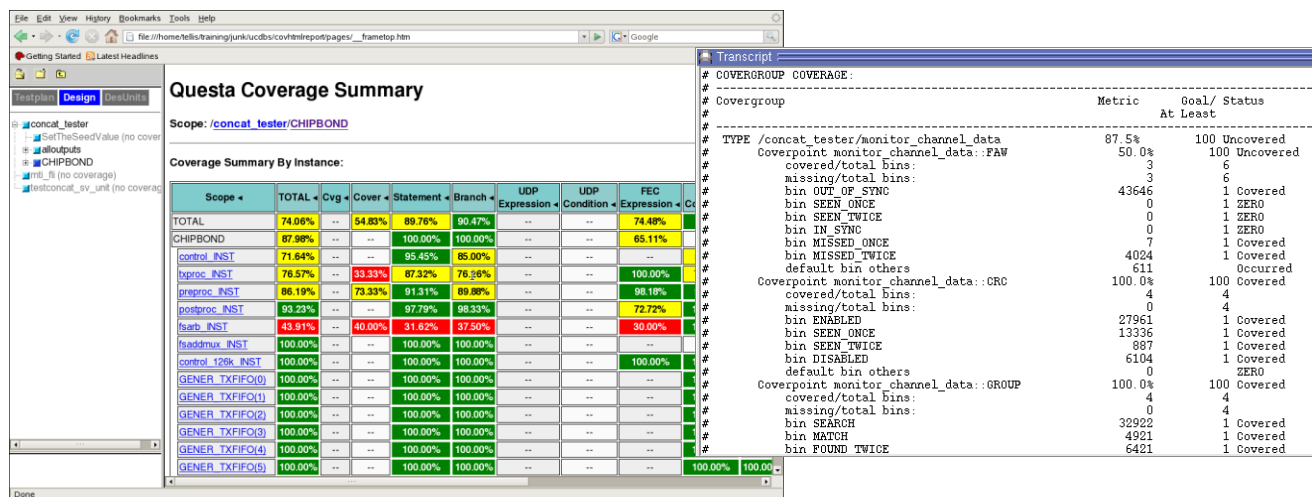 File Edit View History Bookmarks Tools Help
file:///home/tellis/training/junk/ucdbs/covhtmlreport/pages/__frametop.htm
Google
Getting Started Latest Headlines
Testplan Design DesUnits
concat_tester
SetTheSeedValue (no cover
alloutputs
CHIPBOND
mti_fli (no coverage)
testconcat_sv_unit (no coverag
Questa Coverage Summary
Scope: /concat_tester/CHIPBOND
Coverage Summary By Instance:
Scope TOTAL Cvg Cover Statement Branch UDP Expression UDP Condition FEC Expression Co
TOTAL 74.06% -- 54.83% 89.76% 90.47% -- -- 74.48%
CHIPBOND 87.98% -- -- 100.00% 100.00% -- -- 65.11%
control_INST 71.64% -- -- 95.45% 85.00% -- -- --
txproc_INST 76.57% -- 33.33% 87.32% 76.26% -- -- 100.00%
preproc_INST 86.19% -- 73.33% 91.31% 89.88% -- -- 98.18%
postproc_INST 93.23% -- -- 97.79% 98.33% -- -- 72.72% 1
fsarb_INST 43.91% -- 40.00% 31.62% 37.50% -- -- 30.00% 1
fsaddmux_INST 100.00% -- -- 100.00% 100.00% -- -- --
control_126k_INST 100.00% -- -- 100.00% 100.00% -- -- 100.00% 1
GENER_TXFIFO(0) 100.00% -- -- 100.00% 100.00% -- -- -- 1
GENER_TXFIFO(1) 100.00% -- -- 100.00% 100.00% -- -- -- 1
GENER_TXFIFO(2) 100.00% -- -- 100.00% 100.00% -- -- -- 1
GENER_TXFIFO(3) 100.00% -- -- 100.00% 100.00% -- -- -- 1
GENER_TXFIFO(4) 100.00% -- -- 100.00% 100.00% -- -- -- 1
GENER_TXFIFO(5) 100.00% -- -- 100.00% 100.00% -- -- -- 100.00% 100.00
Done
Transcript
# COVERGROUP COVERAGE:
# ----------------------------------------------------------------
# Covergroup Metric Goal/ Status
# At Least
# ----------------------------------------------------------------
# TYPE /concat_tester/monitor_channel_data 87.5% 100 Uncovered
# Coverpoint monitor_channel_data::FAW 50.0% 100 Uncovered
# covered/total bins: 3 6
# missing/total bins: 3 6
# bin OUT_OF_SYNC 43646 1 Covered
# bin SEEN_ONCE 0 1 ZERO
# bin SEEN_TWICE 0 1 ZERO
# bin IN_SYNC 0 1 ZERO
# bin MISSED_ONCE 7 1 Covered
# bin MISSED_TWICE 4024 1 Covered
# default bin others 611 Occurred
# Coverpoint monitor_channel_data::CRC 100.0% 100 Covered
# covered/total bins: 4 4
# missing/total bins: 0 4
# bin ENABLED 27961 1 Covered
# bin SEEN_ONCE 13336 1 Covered
# bin SEEN_TWICE 887 1 Covered
# bin DISABLED 6104 1 Covered
# default bin others 0 ZERO
# Coverpoint monitor_channel_data::GROUP 100.0% 100 Covered
# covered/total bins: 4 4
# missing/total bins: 0 4
# bin SEARCH 32922 1 Covered
# bin MATCH 4921 1 Covered
# bin FOUND_TWICE 6421 1 Covered